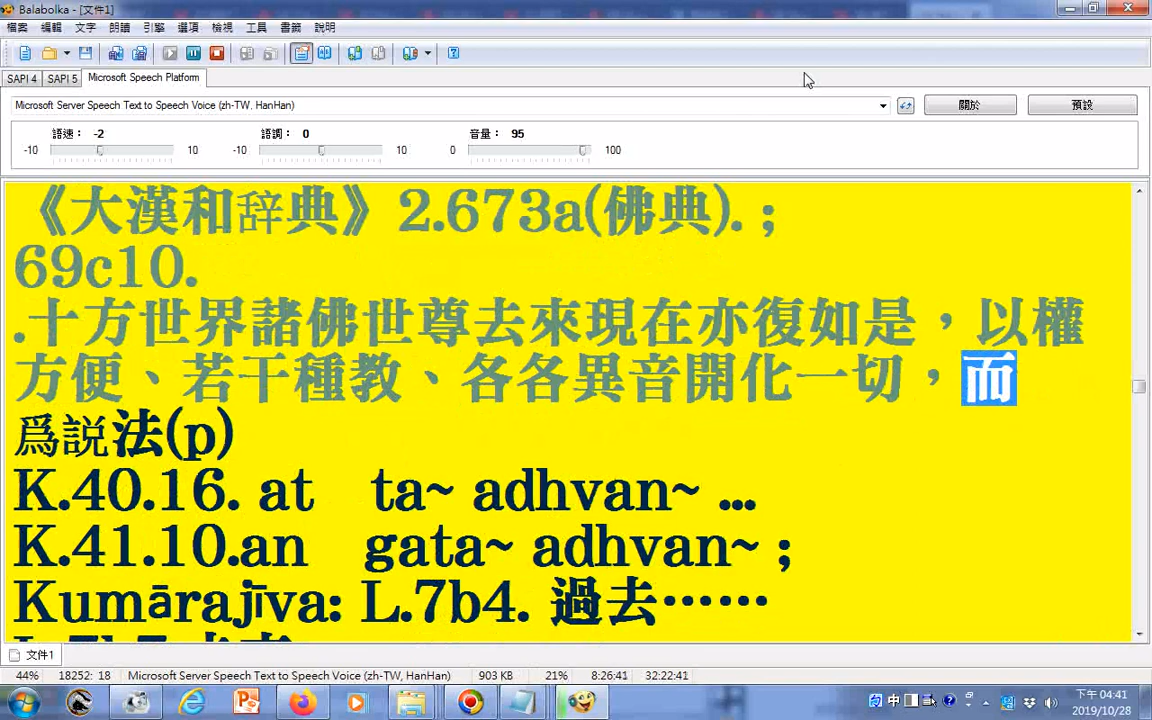 Balabolka - [文件1]
檔案 編輯 文字 朗讀 引擎 選項 檢視 工具 書籤 說明
SAPI 4 SAPI 5 Microsoft Speech Platform
Microsoft Server Speech Text to Speech Voice (zh-TW, HanHan) 關於 預設
語速： -2 語調： 0 音量： 95
-10 10 -10 10 0 100
《大漢和辞典》2.673a(佛典). ;
69c10.
.十方世界諸佛世尊去來現在亦復如是，以權
方便、若干種教、各各異音開化一切，而
爲説法(p)
K.40.16. at ta~ adhvan~ ...
K.41.10.an gata~ adhvan~ ;
Kumārajīva: L.7b4. 過去……
文件1
44% 18252: 18 Microsoft Server Speech Text to Speech Voice (zh-TW, HanHan) 903 KB 21% 8:26:41 32:22:41
中 下午 04:41
2019/10/28